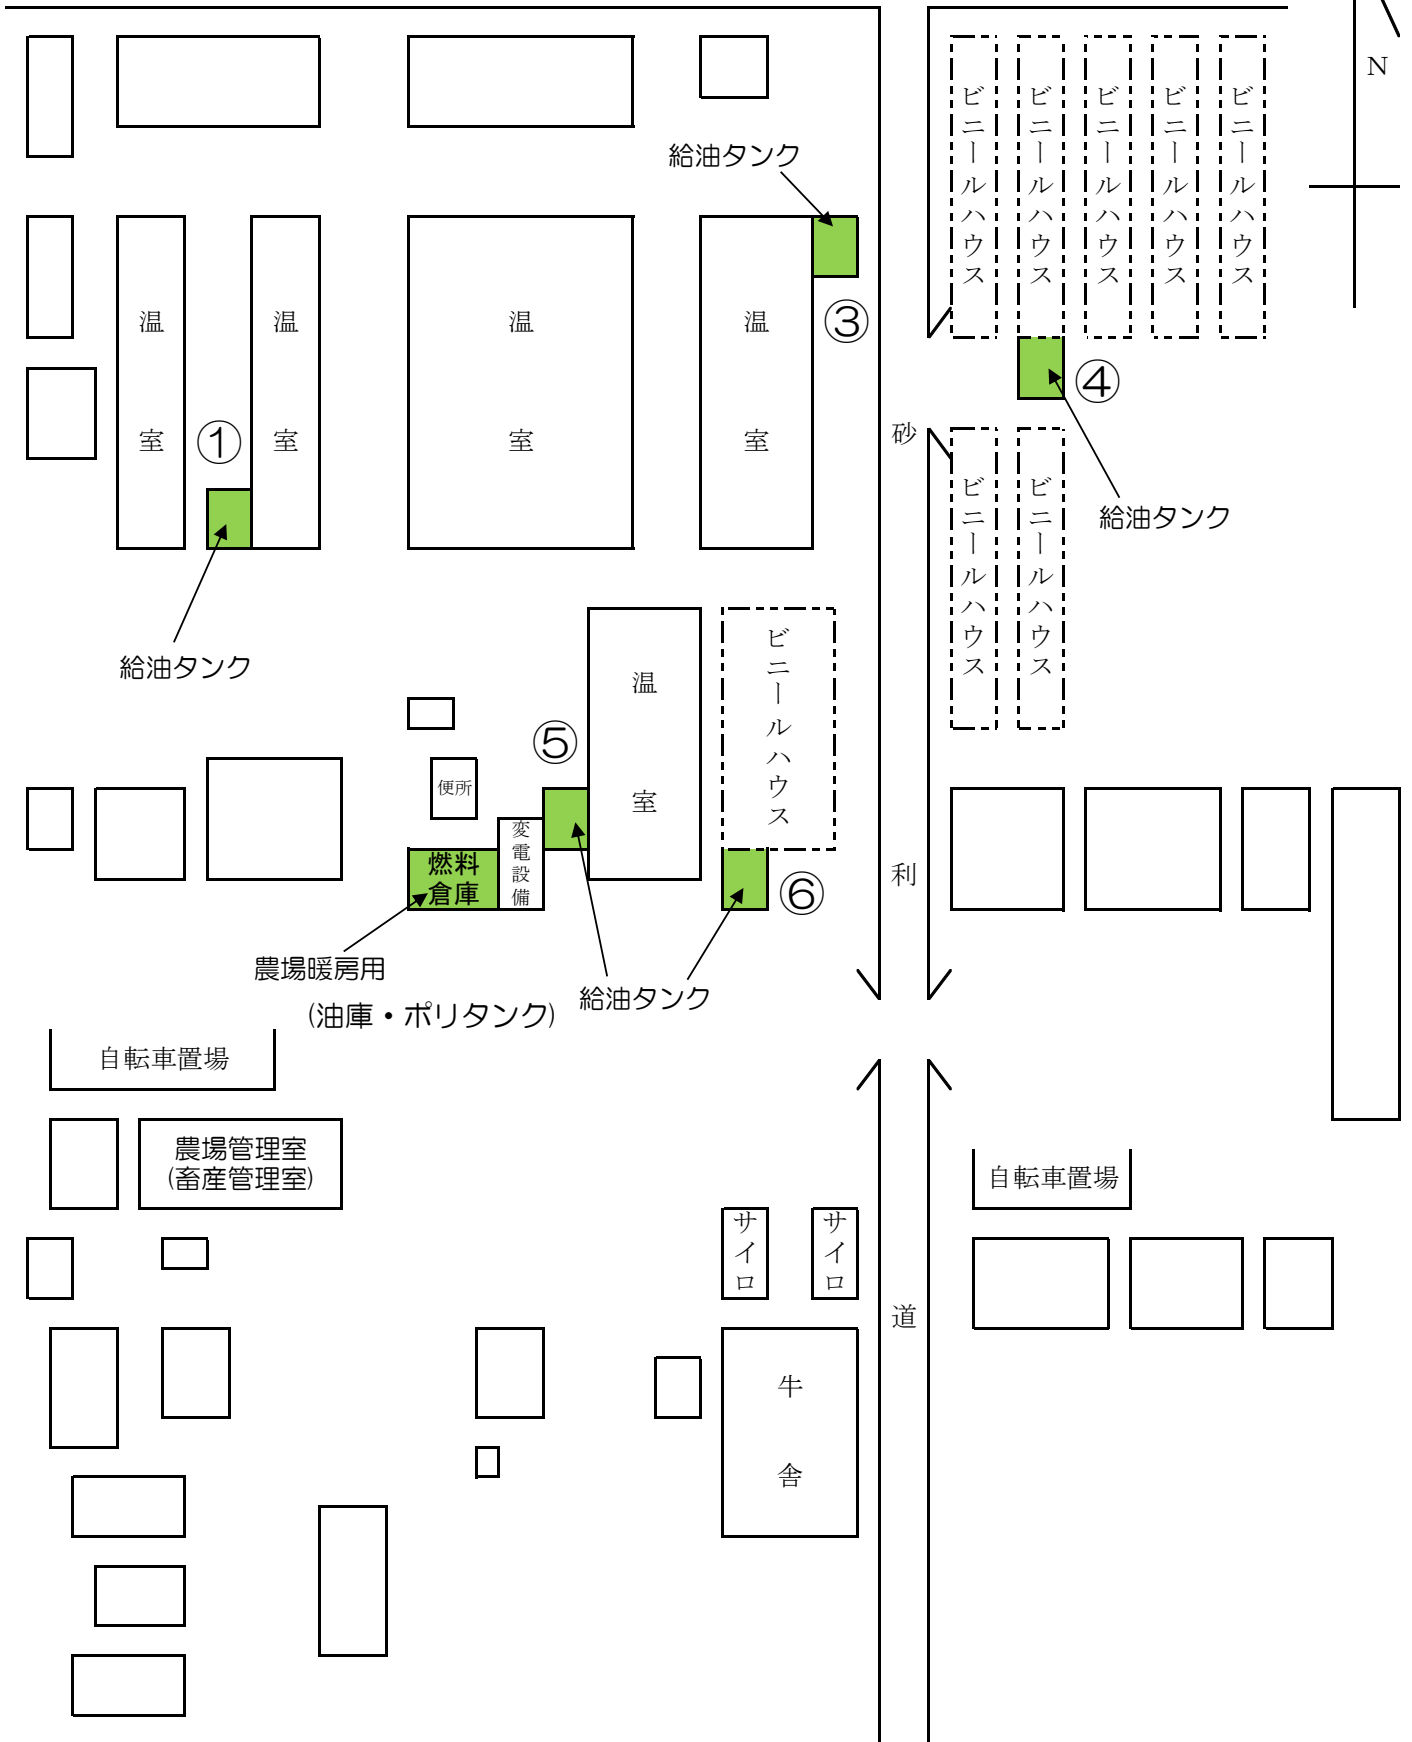 N
ビニールハウス
ビニールハウス
ビニールハウス
ビニールハウス
ビニールハウス
給油タンク
温室
温室
温室
温室
③
④
①
砂利道
給油タンク
ビニールハウス
ビニールハウス
給油タンク
温室
ビニールハウス
⑤
便所
変電設備
燃料
倉庫
⑥
農場暖房用
(油庫・ポリタンク)
給油タンク
自転車置場
農場管理室
(畜産管理室)
自転車置場
サイロ
サイロ
牛舎